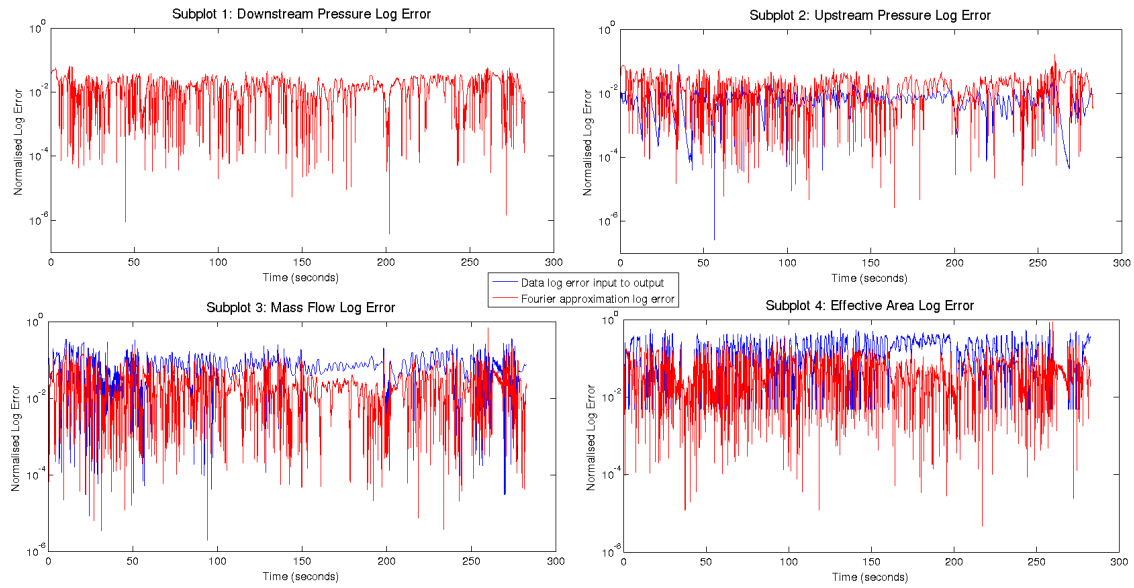 Subplot 1: Downstream Pressure Log Error
Normalised Log Error
10^0
10^-2
10^-4
10^-6
0 50 100 150 200 250 300
Time (seconds)
Subplot 2: Upstream Pressure Log Error
Normalised Log Error
10^0
10^-2
10^-4
10^-6
0 50 100 150 200 250 300
Time (seconds)
Data log error input to output
Fourier approximation log error
Subplot 3: Mass Flow Log Error
Normalised Log Error
10^0
10^-2
10^-4
10^-6
0 50 100 150 200 250 300
Time (seconds)
Subplot 4: Effective Area Log Error
Normalised Log Error
10^0
10^-2
10^-4
10^-6
0 50 100 150 200 250 300
Time (seconds)